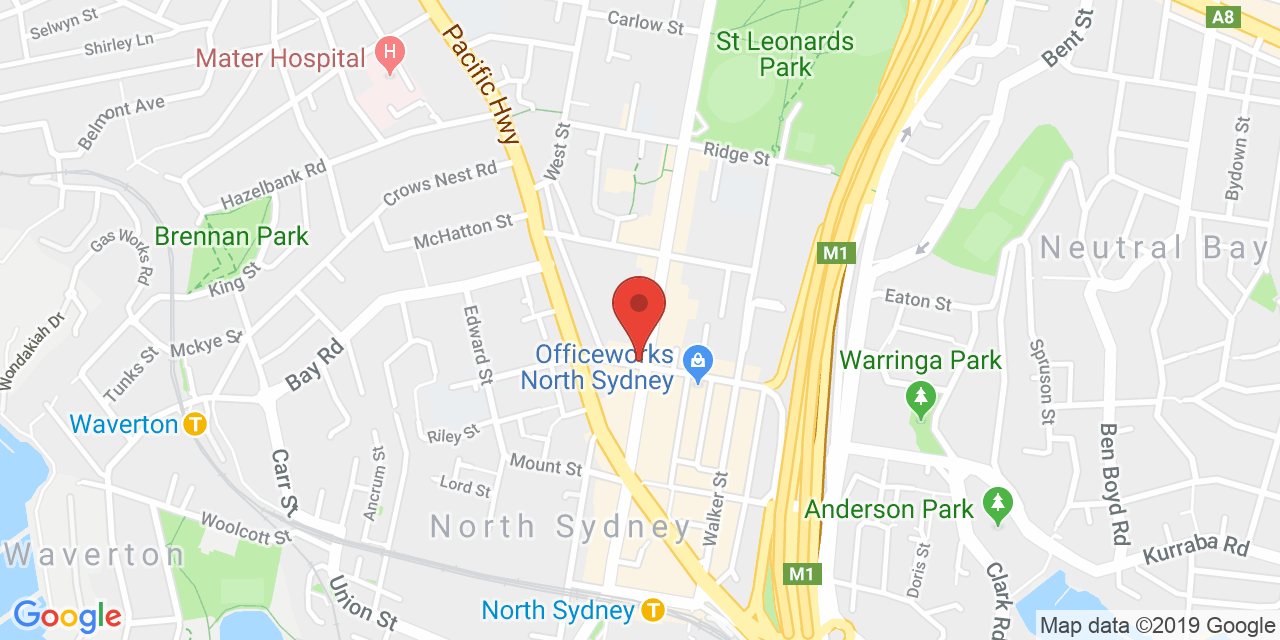 Selwyn St
Carlow St
A8
Shirley Ln
Mater Hospital
H
Pacific Hwy
St Leonards
Park
Bent St
Belmont Ave
West St
Ridge St
Bydown St
Hazelbank Rd
Crows Nest Rd
Brennan Park
Gas Works Rd
McHatton St
M1
Neutral Bay
King St
Eaton St
Wondakiah Dr
Mckye St
Tunks St
Bay Rd
Edward St
Officeworks
North Sydney
Warringa Park
Spruson St
Waverton
T
Riley St
Carr St
Ancrum St
Mount St
Lord St
Ben Boyd Rd
Walker St
Anderson Park
Woolcott St
North Sydney
Waverton
Kurraba Rd
Doris St
M1
Clark Rd
Union St
North Sydney
T
Google
Map data ©2019 Google